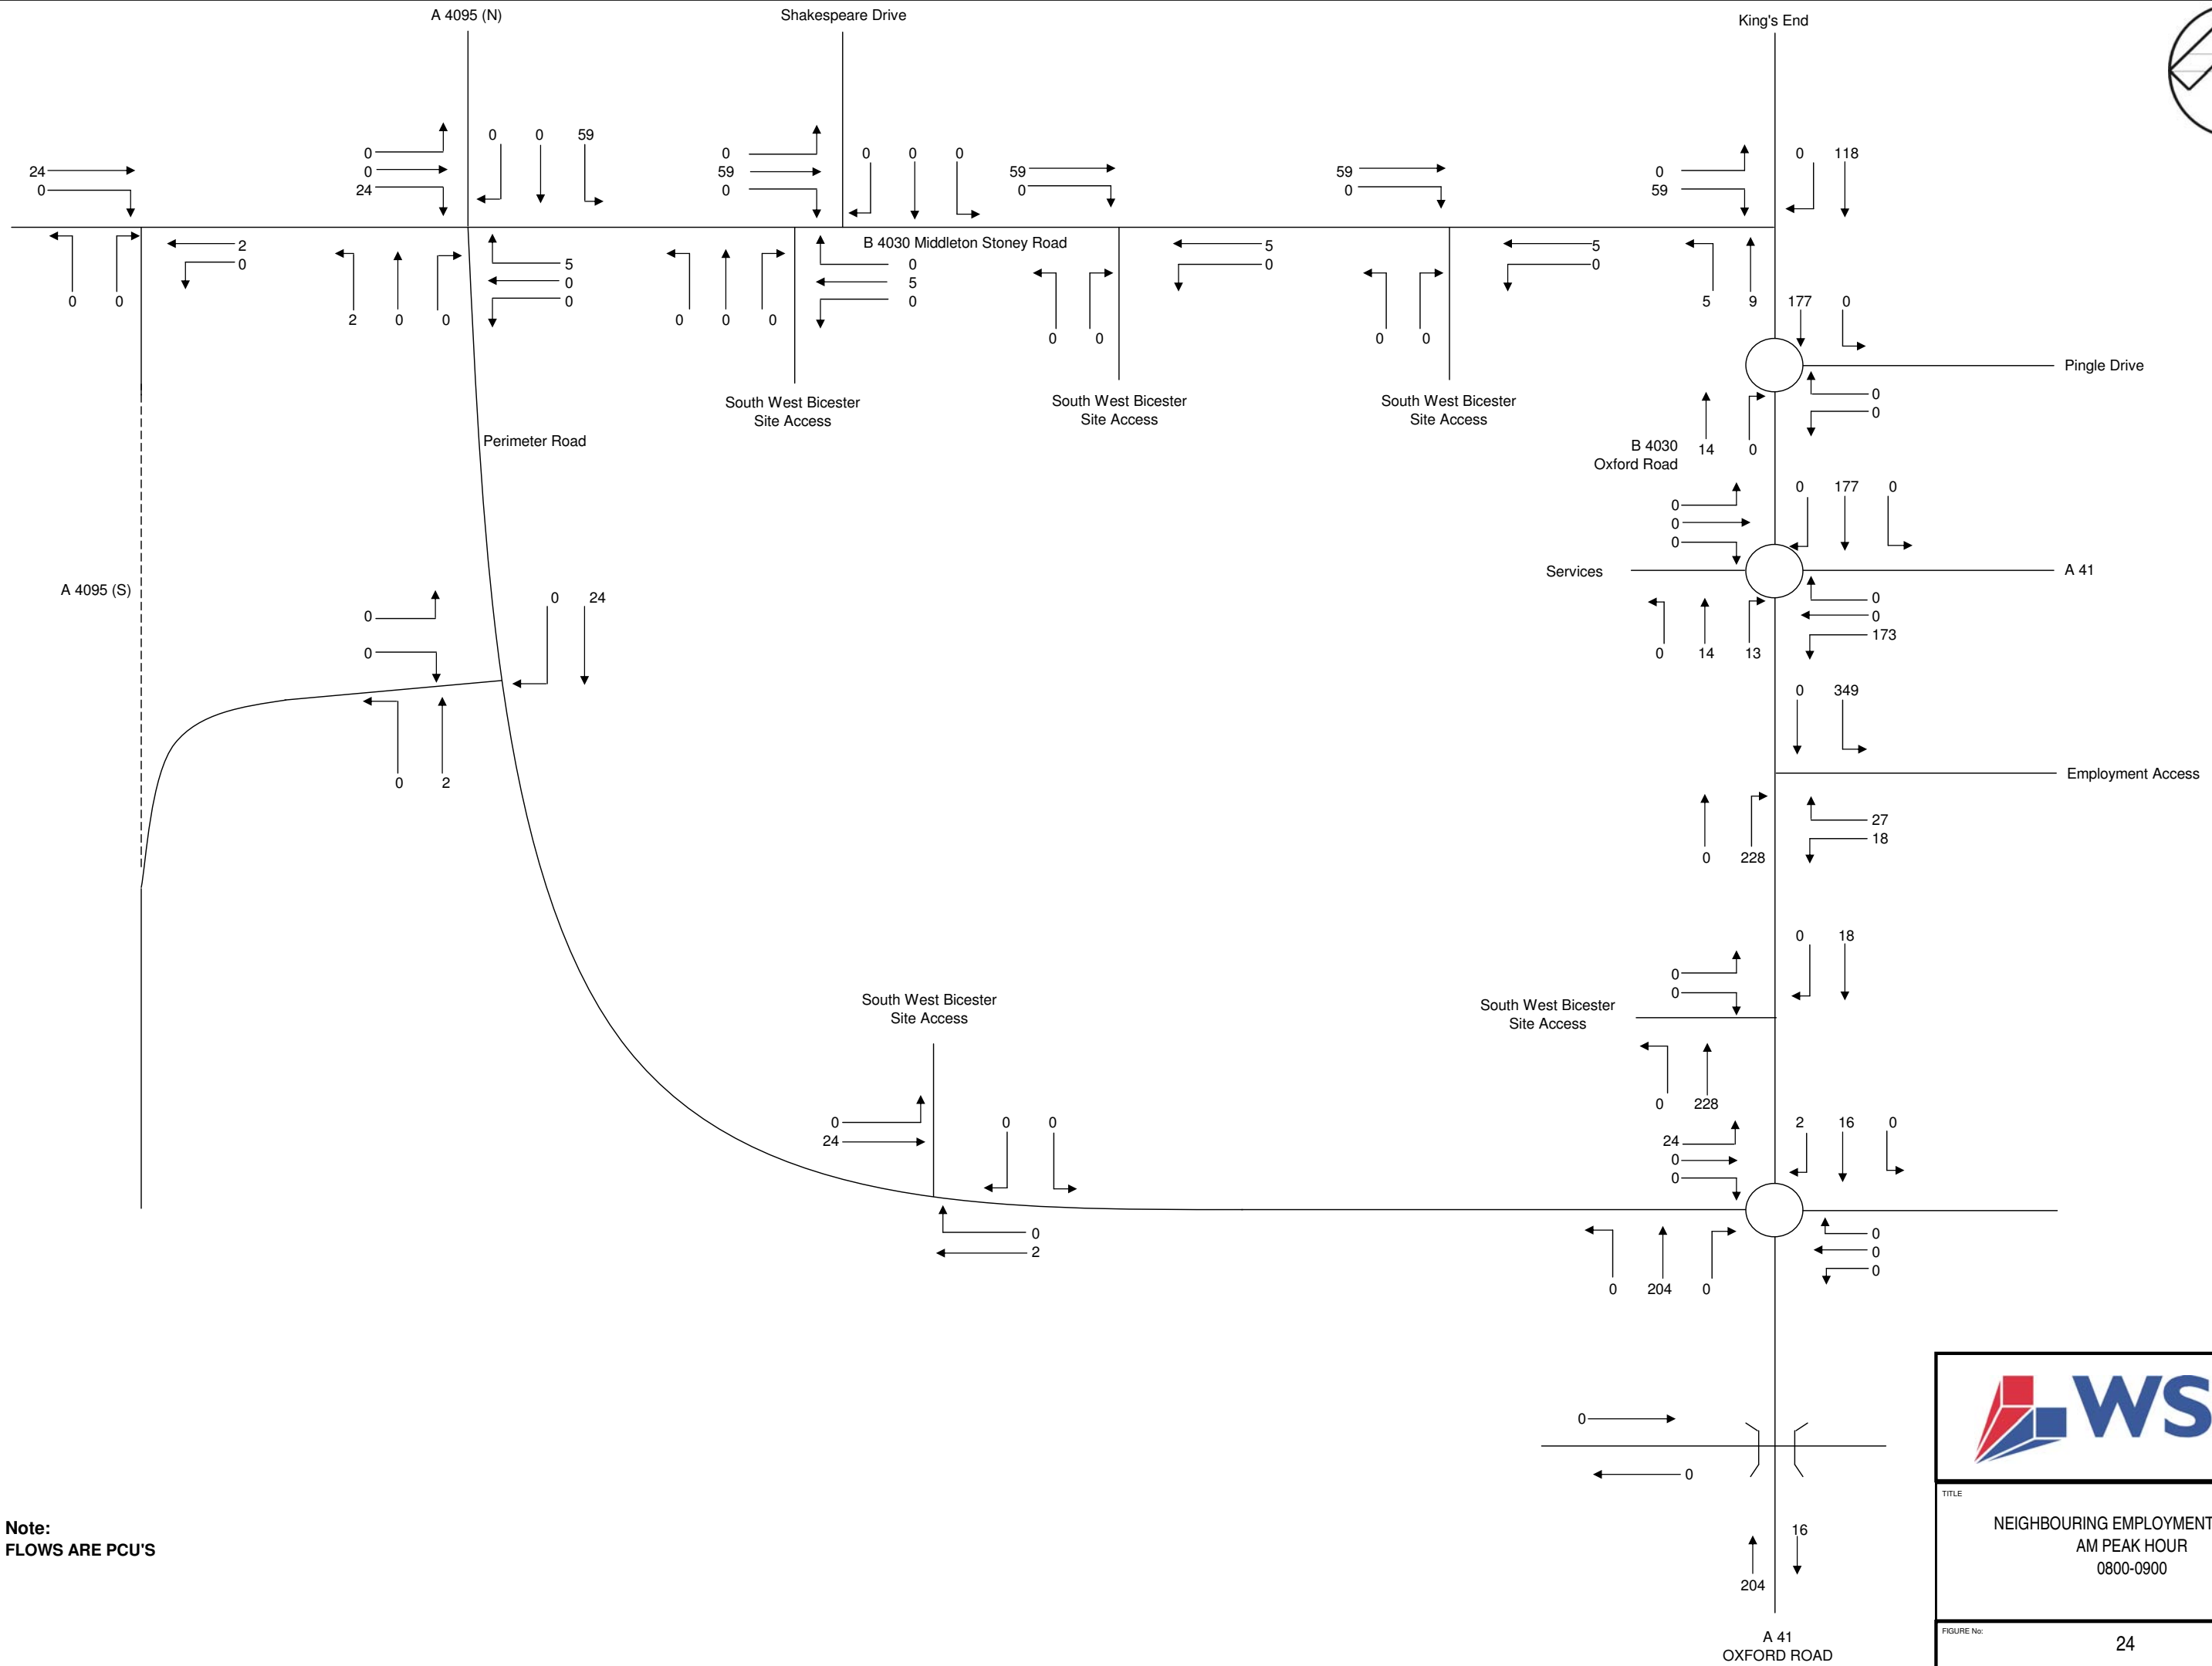 A 4095 (N)
Shakespeare Drive
King's End
0 0 59
0
0
24
24
0
0
59
0
0 0 0
59
0
59
0
0
59
0 118
B 4030 Middleton Stoney Road
2
0
0 0
5
0
0
2 0 0
0
5
0
0 0 0
5
0
0 0
5
0
0 0
5 9
177 0
Pingle Drive
0
0
South West Bicester
Site Access
South West Bicester
Site Access
South West Bicester
Site Access
Perimeter Road
B 4030
Oxford Road
14 0
0 177 0
0
0
0
Services
A 41
A 4095 (S)
0
0
173
0 14 13
0
0
0 24
0 2
0 349
Employment Access
27
18
0 228
0 18
0
0
South West Bicester
Site Access
South West Bicester
Site Access
0 228
0
24
0 0
0
2
24
0
0
2 16 0
0
0
0
0 204 0
0
0
204
16
A 41
OXFORD ROAD
Note:
FLOWS ARE PCU'S
WS
TITLE
NEIGHBOURING EMPLOYMENT
AM PEAK HOUR
0800-0900
FIGURE No:
24